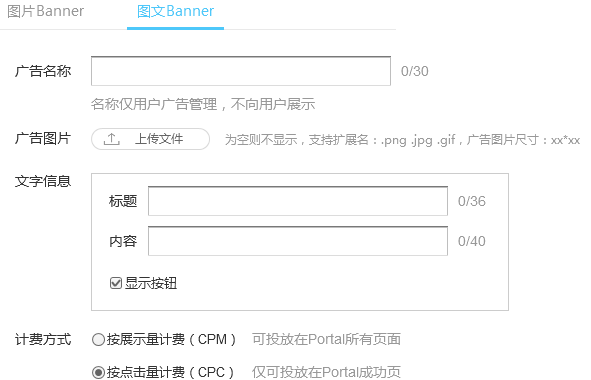 图片Banner 图文Banner
广告名称 0/30
名称仅用户广告管理，不向用户展示
广告图片 上传文件 为空则不显示，支持扩展名：.png .jpg .gif，广告图片尺寸：xx*xx
文字信息
标题 0/36
内容 0/40
显示按钮
计费方式 按展示量计费（CPM） 可投放在Portal所有页面
按点击量计费（CPC） 仅可投放在Portal成功页